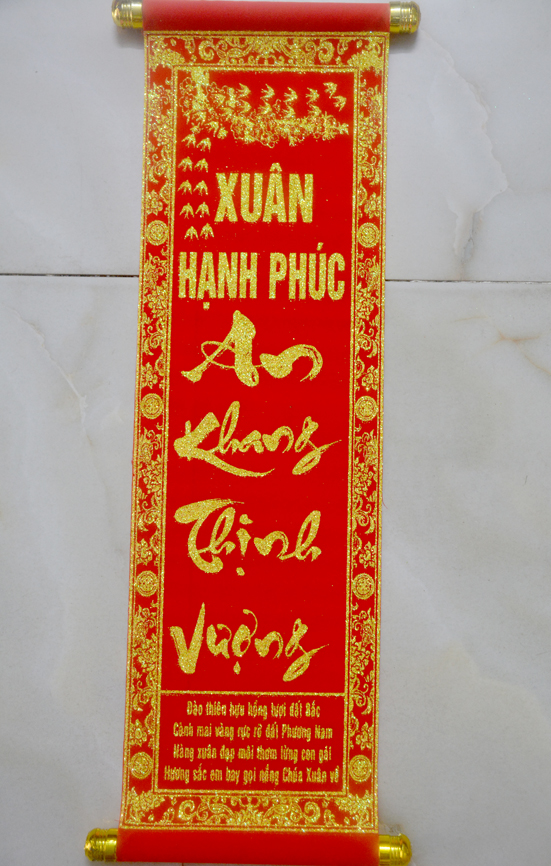 XUÂN
HẠNH PHÚC
An
Khang
Thịnh
Vượng
Đào thiên hựu hồng tươi đất Bắc
Cành mai vàng rực rỡ đất Phương Nam
Nàng xuân đẹp môi thơm lừng con gái
Hương sắc em bay gọi nắng Chúa Xuân về